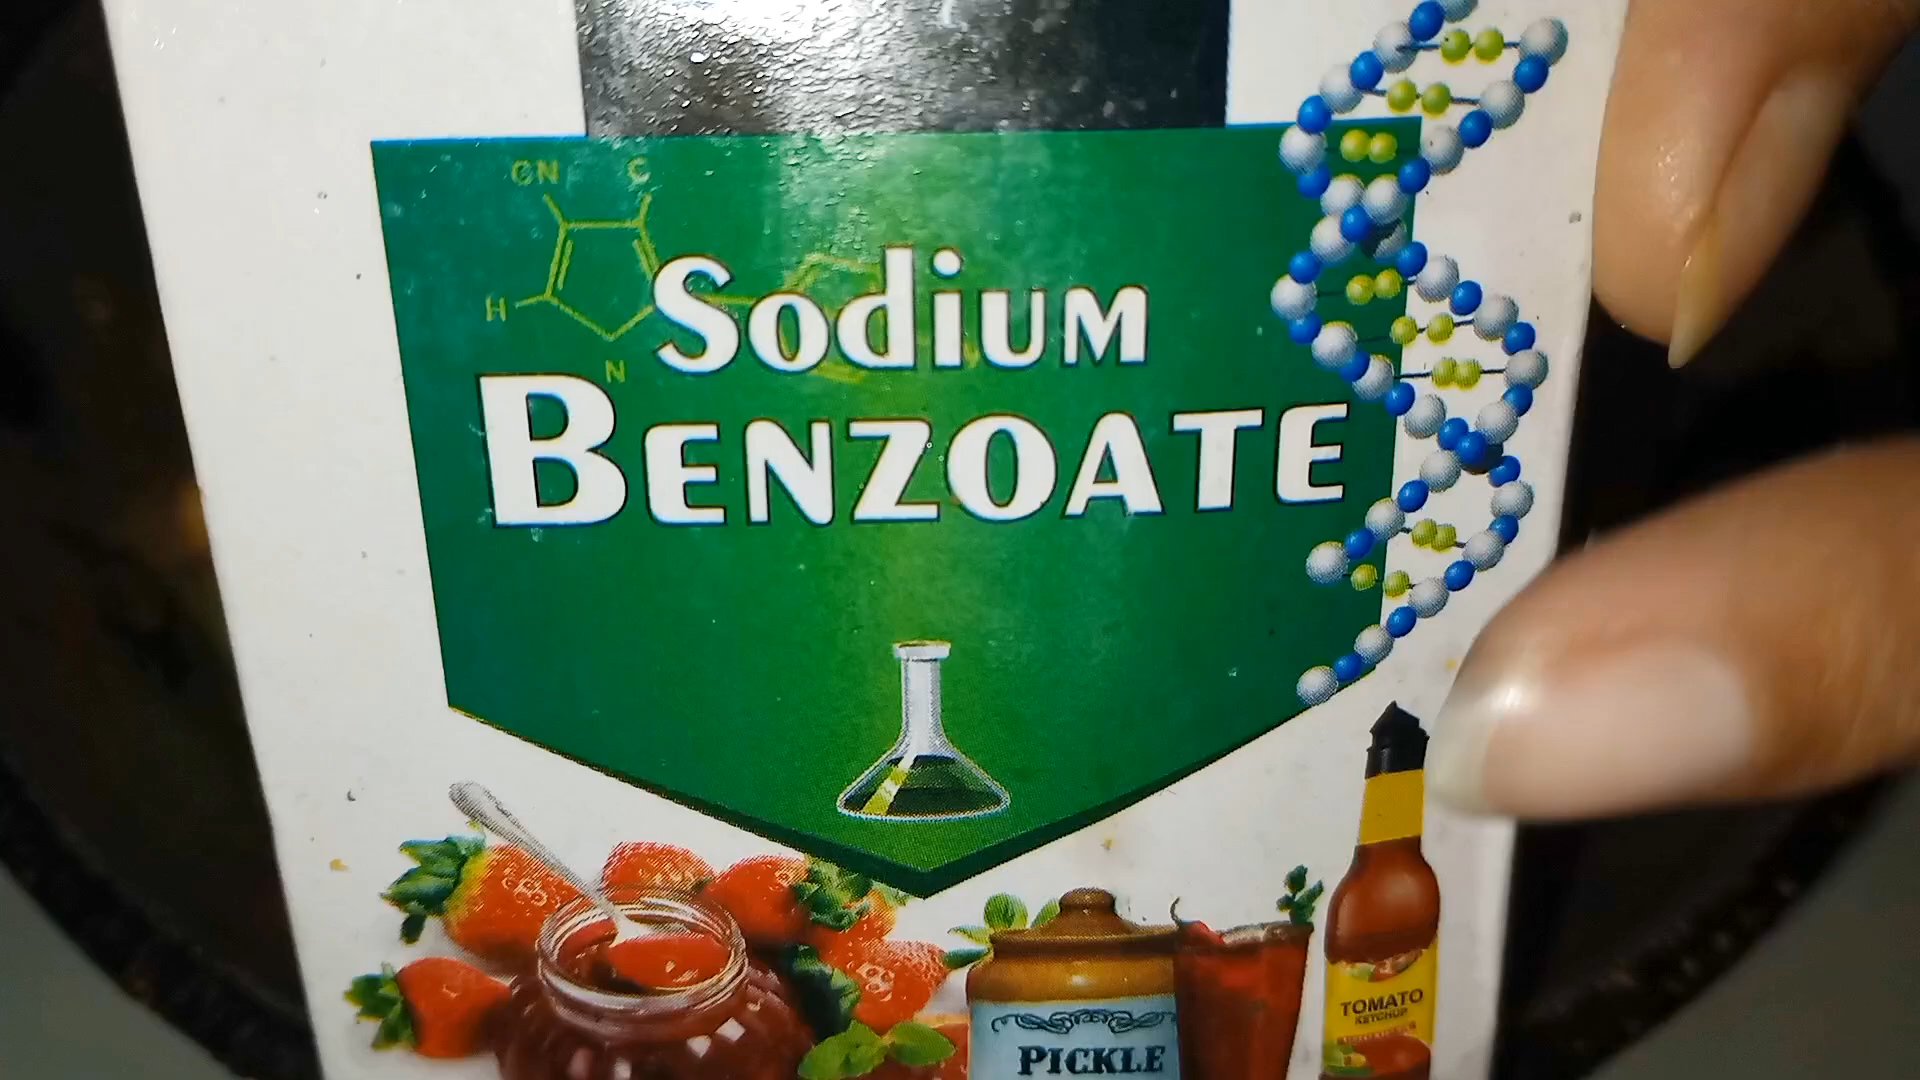 CN C
H
N
Sodium
BENZOATE
TOMATO
KETCHUP
PICKLE